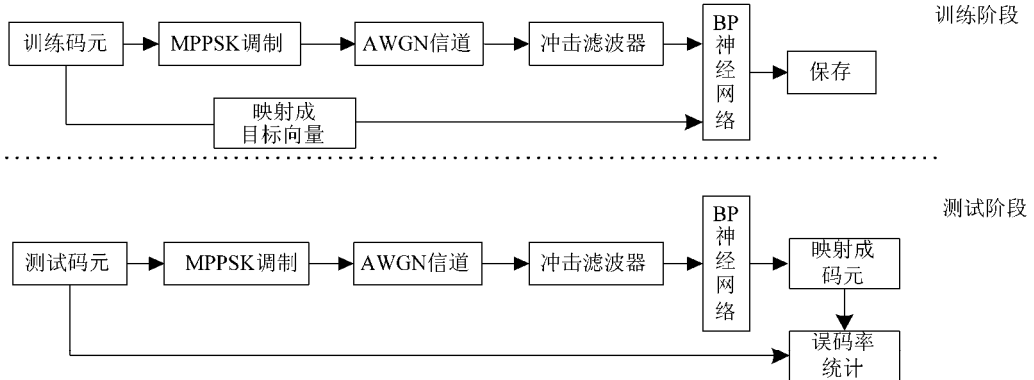 训练阶段
训练码元
MPPSK调制
AWGN信道
冲击滤波器
BP
神
经
网
络
保存
映射成
目标向量
测试阶段
测试码元
MPPSK调制
AWGN信道
冲击滤波器
BP
神
经
网
络
映射成
码元
误码率
统计